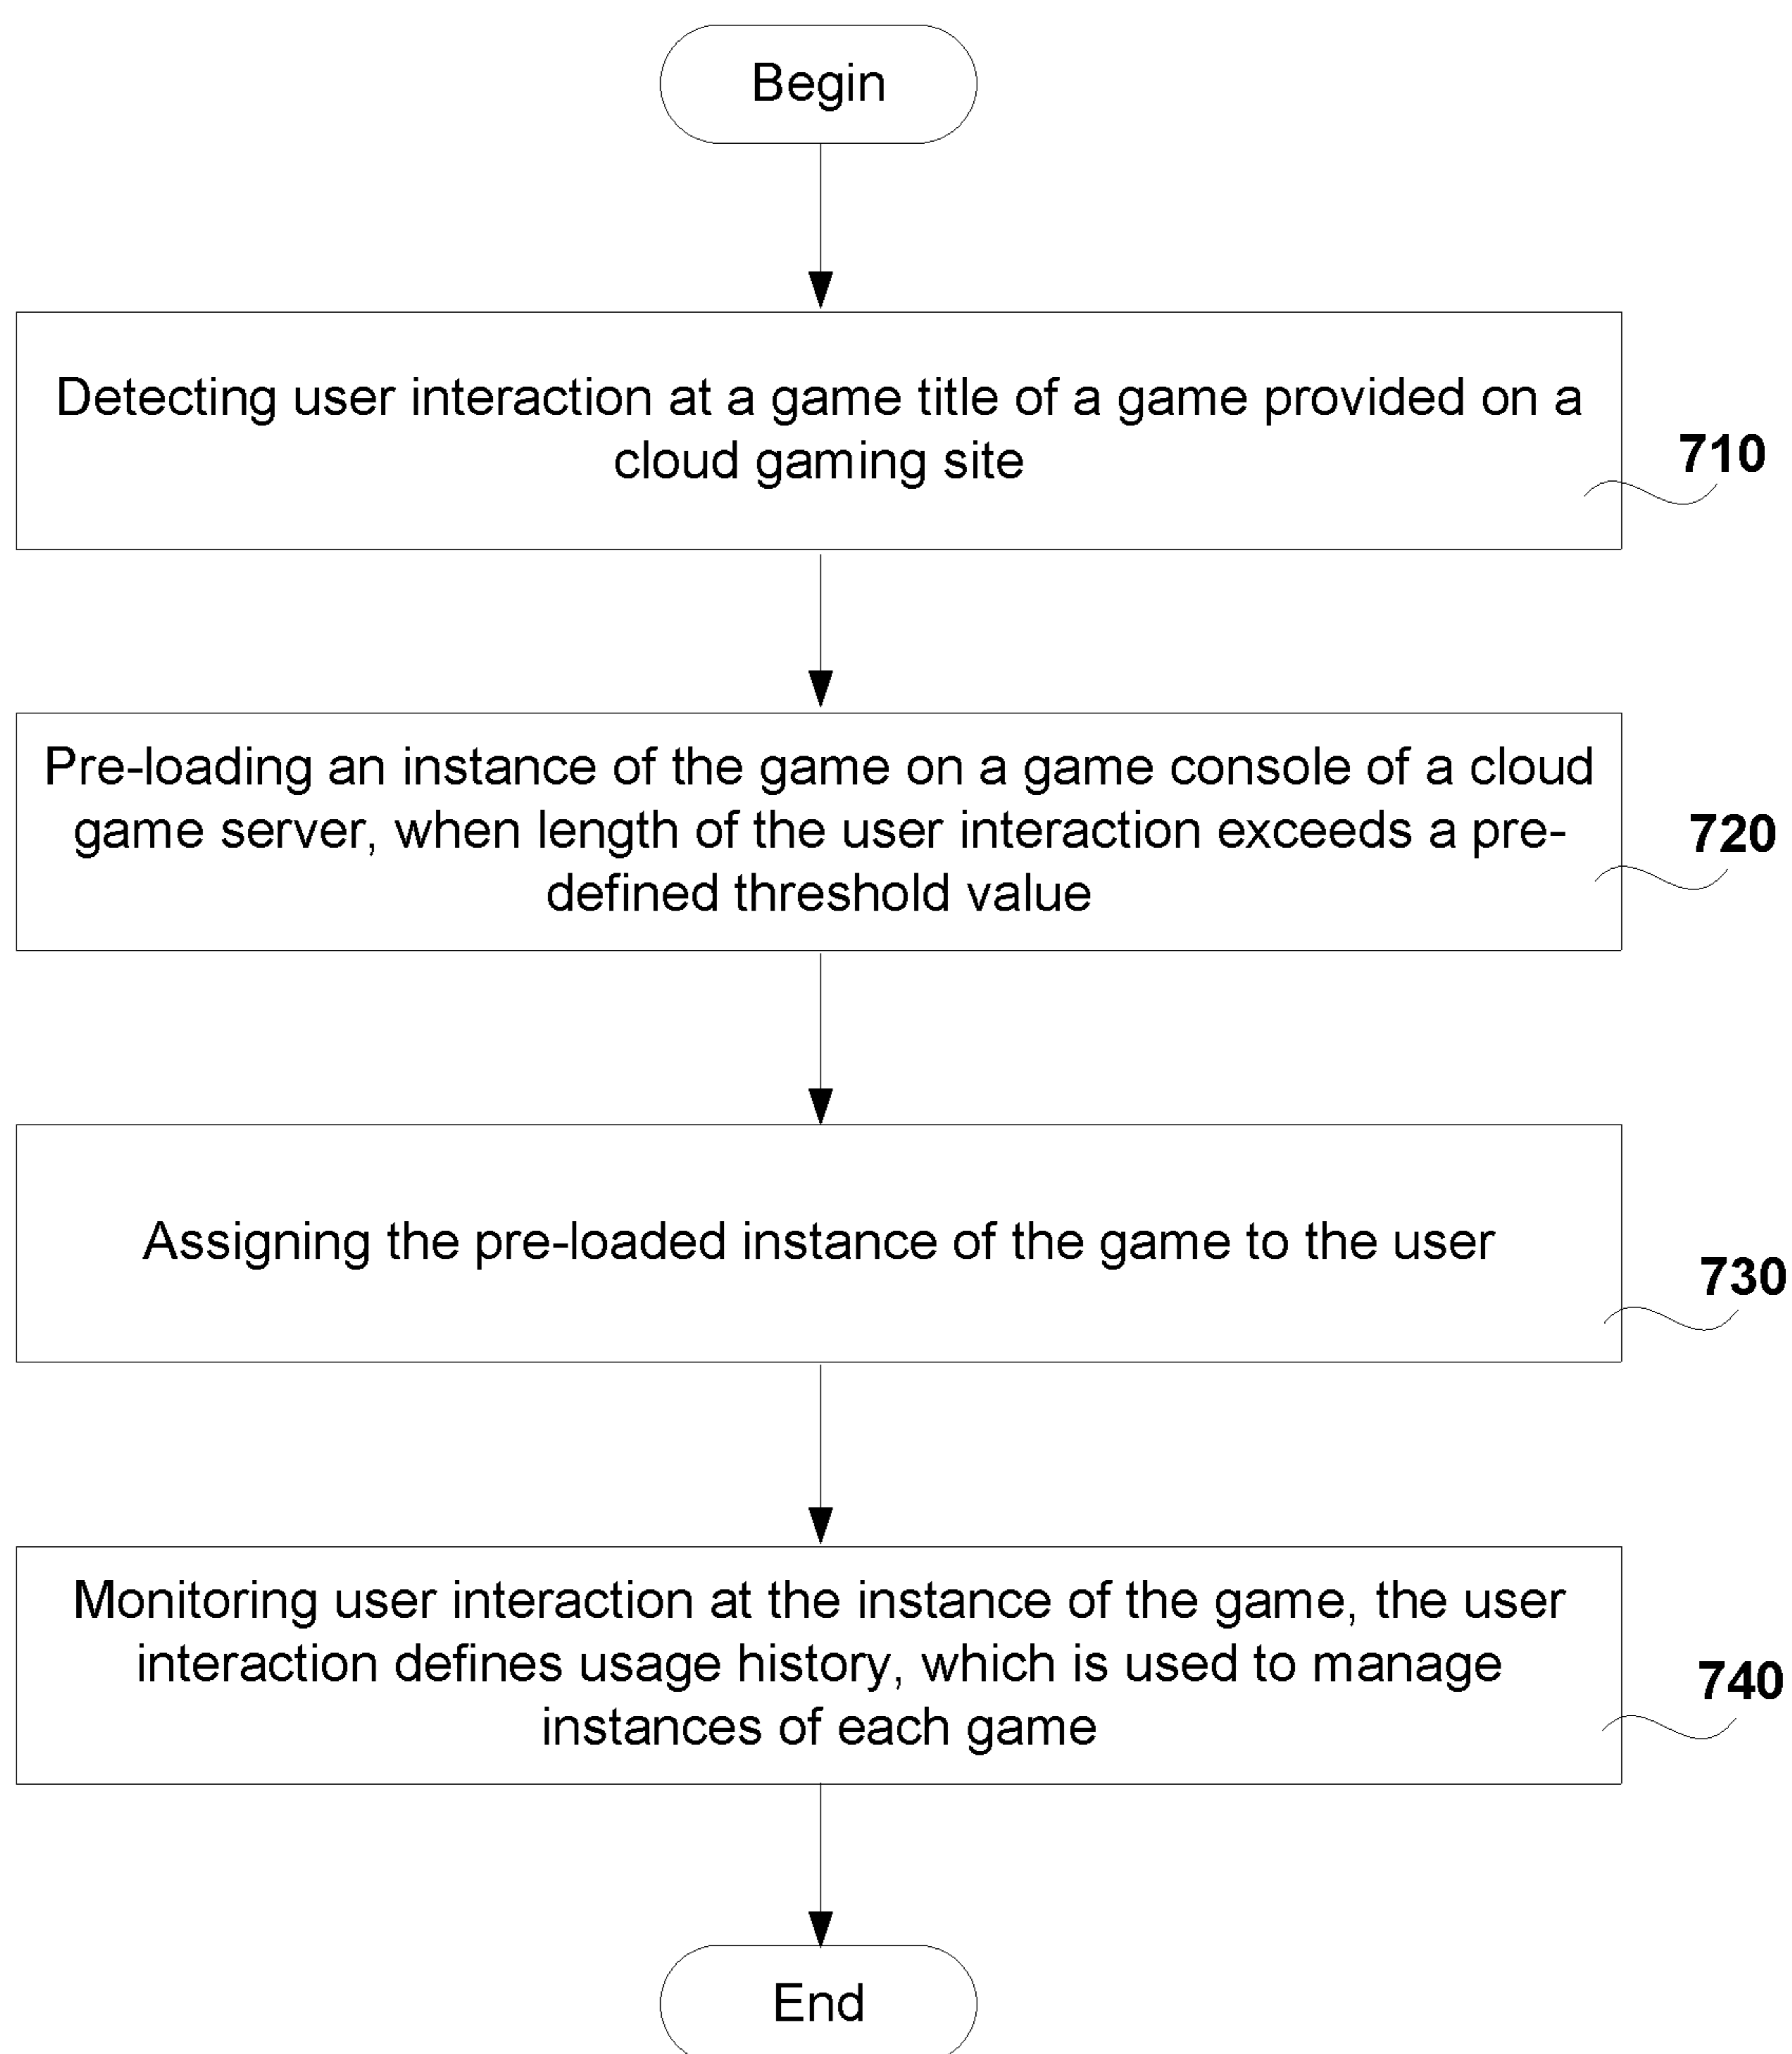 Begin
Detecting user interaction at a game title of a game provided on a
cloud gaming site
710
Pre-loading an instance of the game on a game console of a cloud
game server, when length of the user interaction exceeds a pre-
defined threshold value
720
Assigning the pre-loaded instance of the game to the user
730
Monitoring user interaction at the instance of the game, the user
interaction defines usage history, which is used to manage
instances of each game
740
End